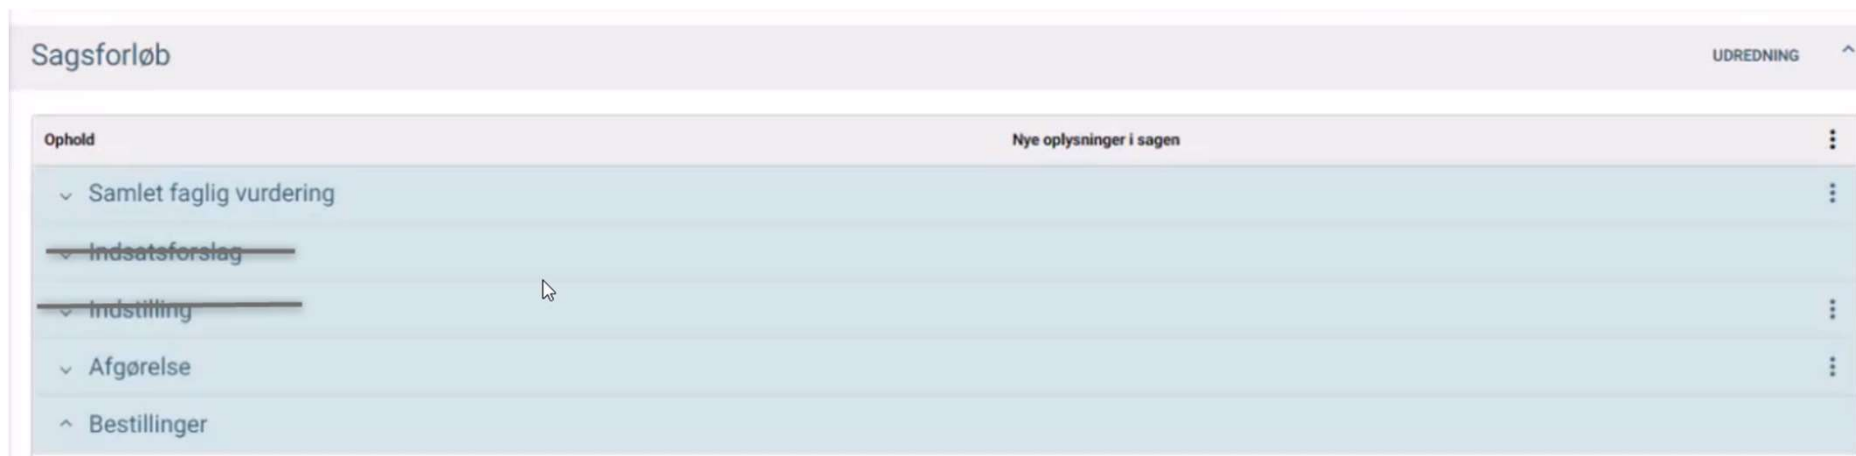 Sagsforløb UDREDNING
Ophold Nye oplysninger i sagen
Samlet faglig vurdering
Indsatsforslag
Indstilling
Afgørelse
Bestillinger